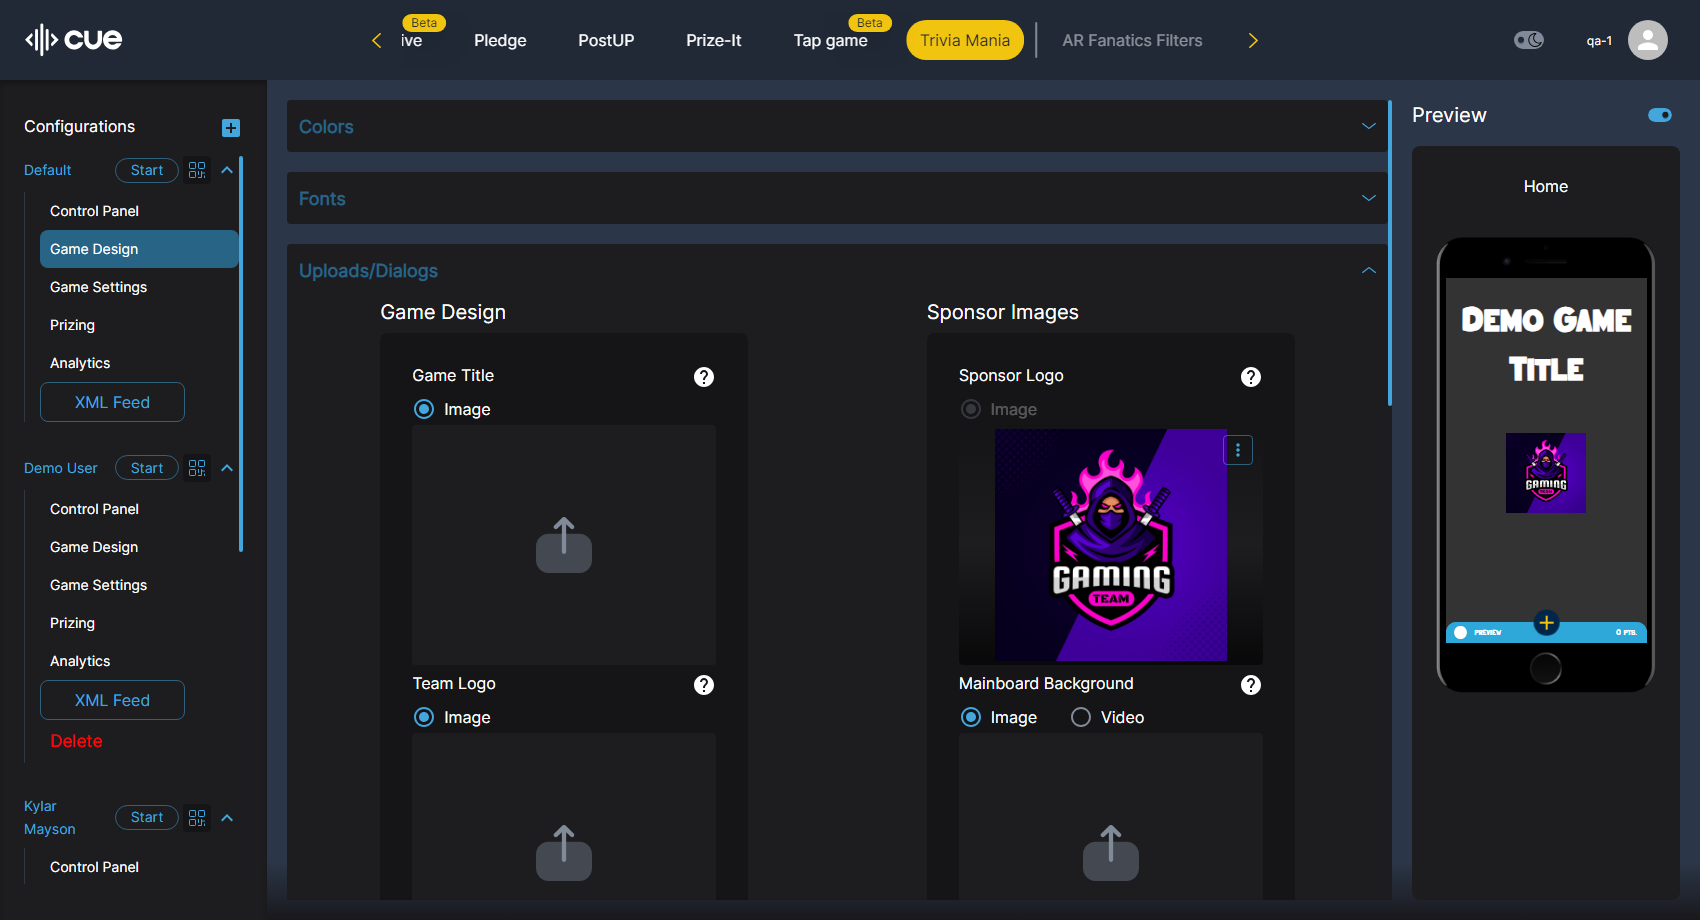 cue
Beta
ive
Pledge
PostUP
Prize-It
Beta
Tap game
Trivia Mania
AR Fanatics Filters
qa-1
Configurations
Default
Start
Control Panel
Game Design
Game Settings
Prizing
Analytics
XML Feed
Demo User
Start
Control Panel
Game Design
Game Settings
Prizing
Analytics
XML Feed
Delete
Kylar
Mayson
Start
Control Panel
Colors
Fonts
Uploads/Dialogs
Game Design
Game Title
Image
Team Logo
Image
Sponsor Images
Sponsor Logo
Image
GAMING
TEAM
Mainboard Background
Image
Video
Preview
Home
Demo Game
Title
GAMING
TEAM
PREVIEW
0 PTS.